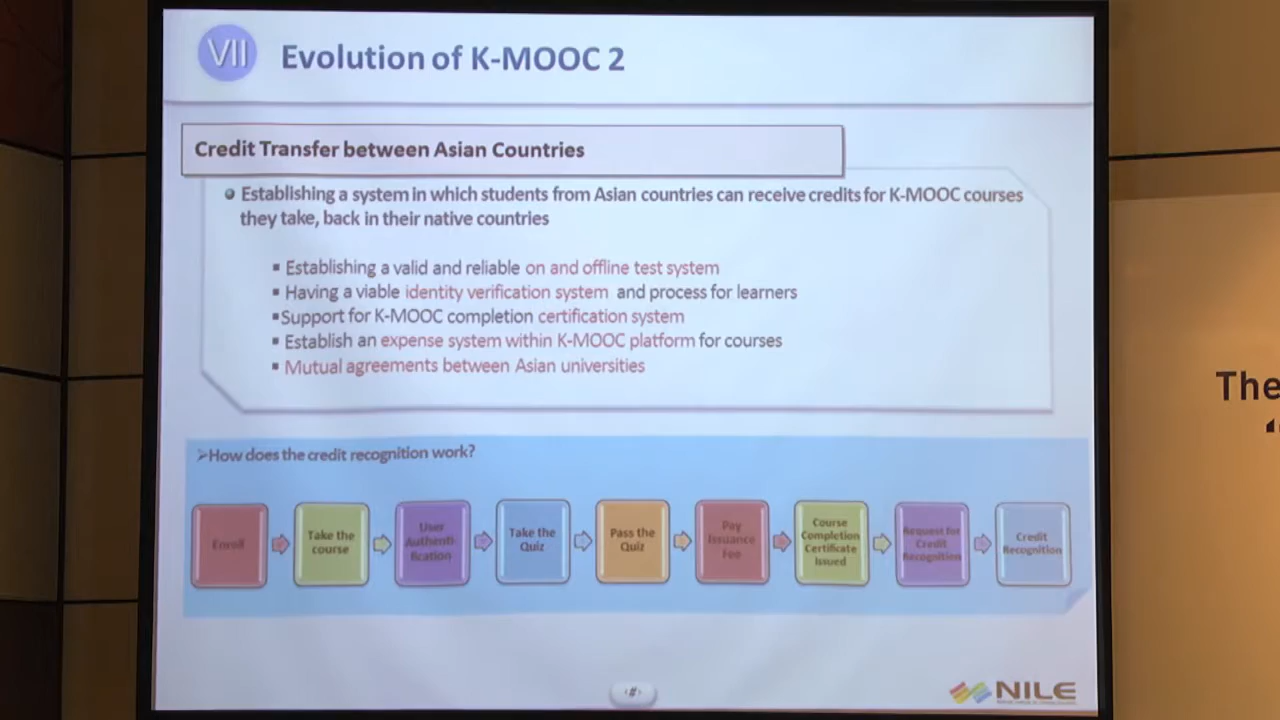 VII
Evolution of K-MOOC 2
Credit Transfer between Asian Countries
Establishing a system in which students from Asian countries can receive credits for K-MOOC courses
they take, back in their native countries
Establishing a valid and reliable on and offline test system
Having a viable identity verification system and process for learners
Support for K-MOOC completion certification system
Establish an expense system within K-MOOC platform for courses
Mutual agreements between Asian universities
How does the credit recognition work?
Enroll
Take the
course
User
Authenti-
fication
Take the
Quiz
Pass the
Quiz
Pay
Issuance
Fee
Course
Completion
Certificate
Issued
Request for
Credit
Recognition
Credit
Recognition
‹#›
NILE
The